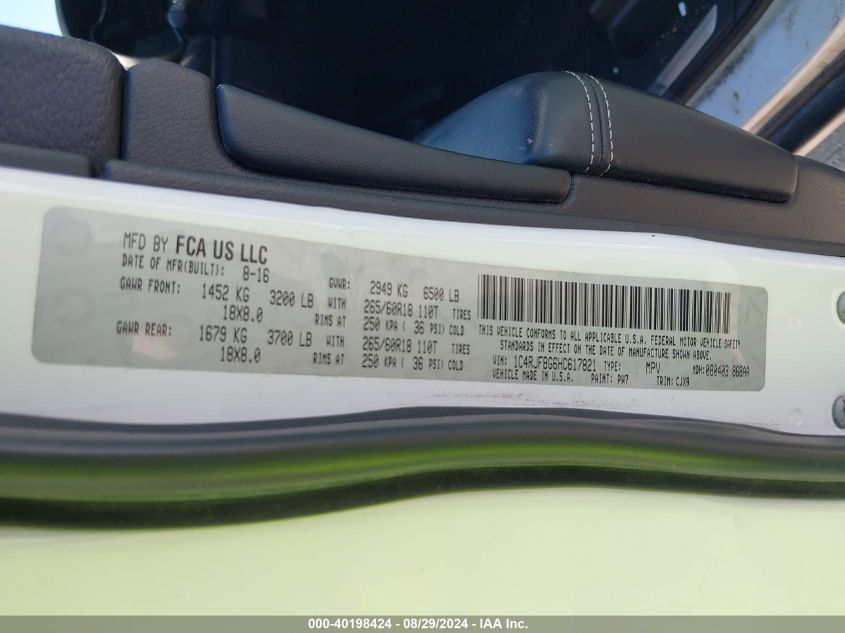 MFD BY FCA US LLC
DATE OF MFR(BUILT): 8-16 GVWR: 2949 KG 6500 LB
GAWR FRONT: 1452 KG 3200 LB WITH 265/60R18 110T TIRES
18X8.0 RIMS AT 250 KPA ( 36 PSI) COLD
GAWR REAR: 1679 KG 3700 LB WITH 265/60R18 110T TIRES
18X8.0 RIMS AT 250 KPA ( 36 PSI) COLD
THIS VEHICLE CONFORMS TO ALL APPLICABLE U.S.A. FEDERAL MOTOR VEHICLE SAFETY
STANDARDS IN EFFECT ON THE DATE OF MANUFACTURE SHOWN ABOVE.
VIN: 1C4RJFBG6HC617821 TYPE: MPV MDH: 080403 868AA
VEHICLE MADE IN U.S.A. PAINT: PW7 TRIM: CJX9
000-40198424 - 08/29/2024 - IAA Inc.